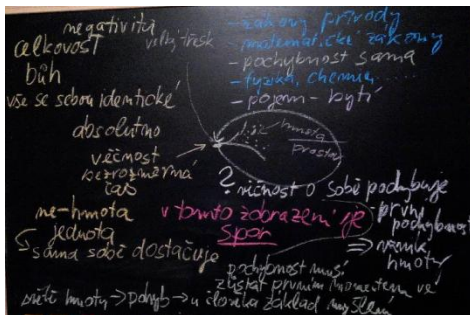 negativita
celkovost
bůh
vše se sebou identické
absolutno
věčnost
bezrozměrná
čas
ne-hmota
jednota
sama sobě dostačuje
velký třesk
- zákony přírody
- matematické zákony
- pochybnost sama
- fyzika, chemie.....
- pojem - bytí
hmota
prostor
? věčnost o sobě pochybuje
v tomto zobrazení je
spor
první
pochybnost
⇒ vznik
hmoty
pochybnost musí
zůstat prvním momentem ve
světě hmoty → pohyb → u člověka základ myšlení